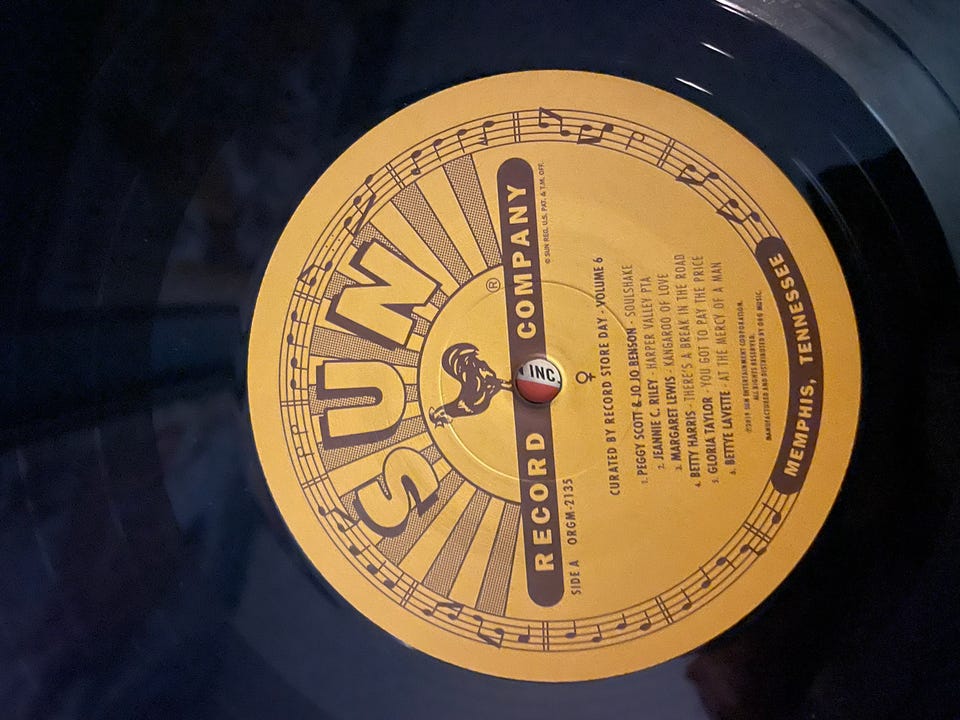 SUN
®
RECORD COMPANY
INC.
© SUN REG. U.S. PAT. & T.M. OFF.
SIDE A ORGM-2135
♀
CURATED BY RECORD STORE DAY · VOLUME 6
1. PEGGY SCOTT & JO JO BENSON · SOULSHAKE
2. JEANNIE C. RILEY · HARPER VALLEY PTA
3. MARGARET LEWIS · KANGAROO OF LOVE
4. BETTY HARRIS · THERE'S A BREAK IN THE ROAD
5. GLORIA TAYLOR · YOU GOT TO PAY THE PRICE
6. BETTYE LAVETTE · AT THE MERCY OF A MAN
℗2019 SUN ENTERTAINMENT CORPORATION.
ALL RIGHTS RESERVED.
MANUFACTURED AND DISTRIBUTED BY ORG MUSIC.
MEMPHIS, TENNESSEE